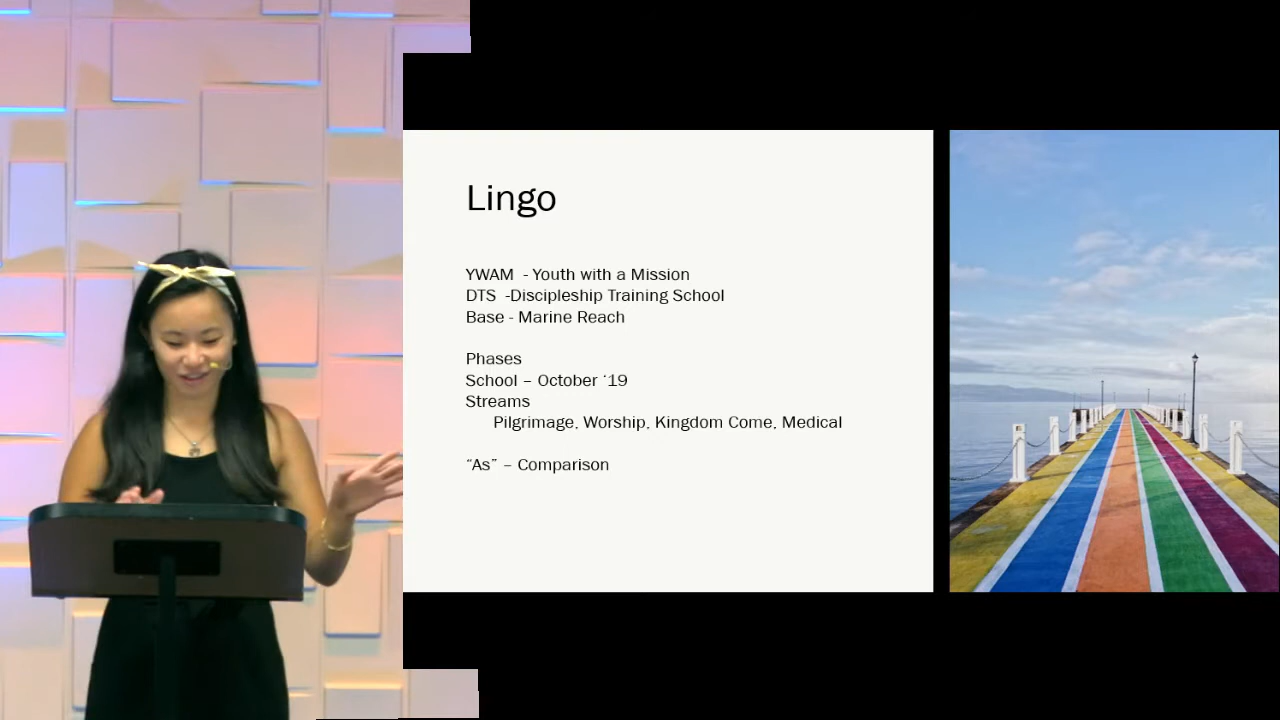 Lingo
YWAM  - Youth with a Mission
DTS  -Discipleship Training School
Base - Marine Reach
Phases
School – October ‘19
Streams
Pilgrimage, Worship, Kingdom Come, Medical
“As” – Comparison